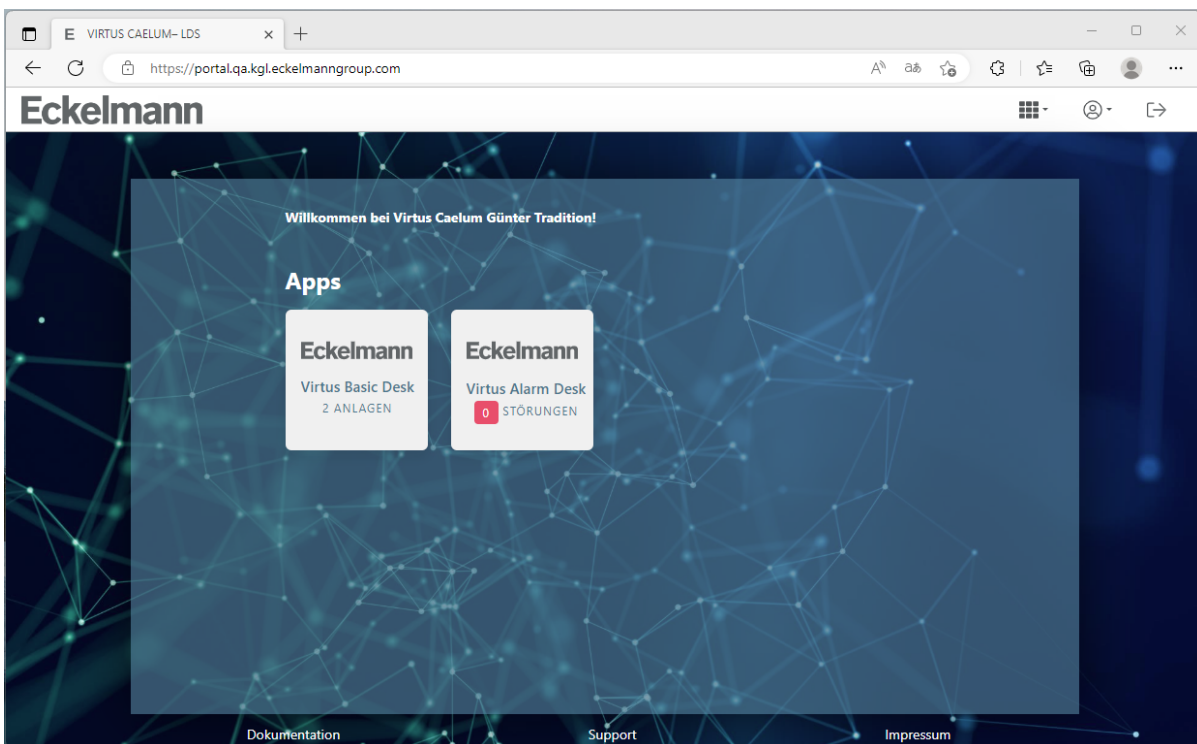 E VIRTUS CAELUM– LDS
https://portal.qa.kgl.eckelmanngroup.com
Eckelmann
Willkommen bei Virtus Caelum Günter Tradition!
Apps
Eckelmann
Virtus Basic Desk
2 ANLAGEN
Eckelmann
Virtus Alarm Desk
0 STÖRUNGEN
Dokumentation
Support
Impressum